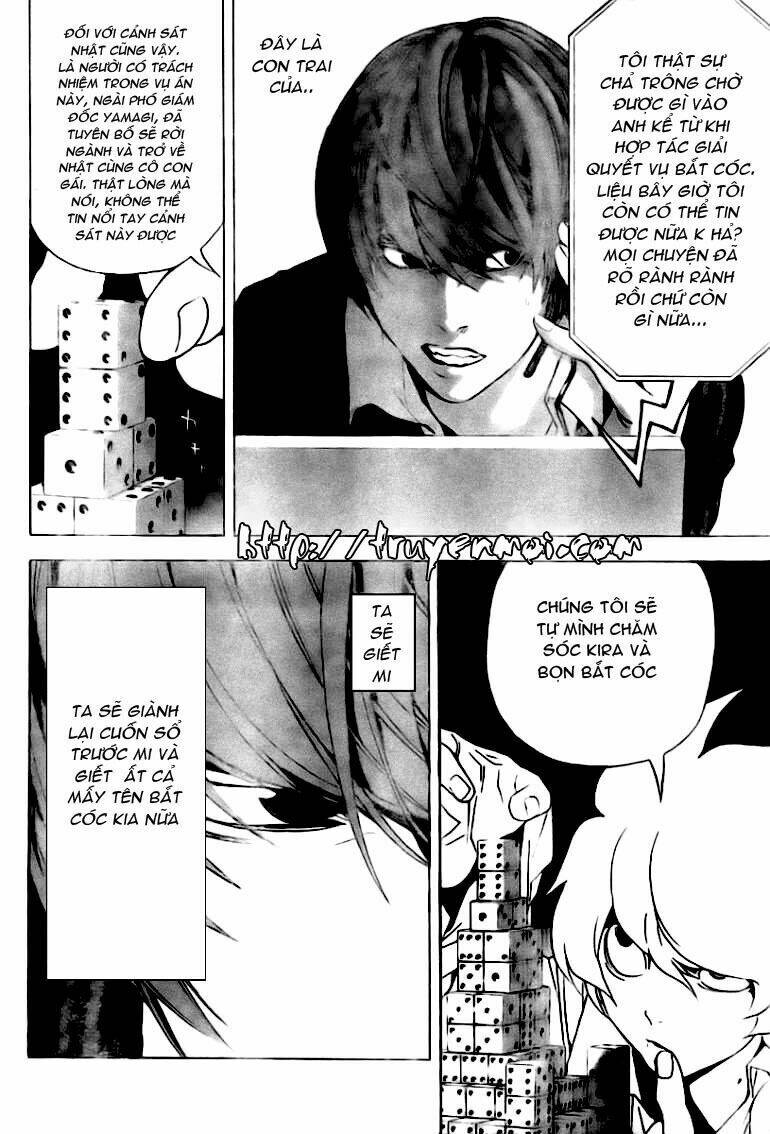 TÔI THẬT SỰ
CHẢ TRÔNG CHỜ
ĐƯỢC GÌ VÀO
ANH KỂ TỪ KHI
HỢP TÁC GIẢI
QUYẾT VỤ BẮT CÓC.
LIỆU BÂY GIỜ TÔI
CÒN CÓ THỂ TIN
ĐƯỢC NỮA K HẢ?
MỌI CHUYỆN ĐÃ
RÕ RÀNH RÀNH
RỒI CHỨ CÒN
GÌ NỮA...
ĐÂY LÀ
CON TRAI
CỦA..
ĐỐI VỚI CẢNH SÁT
NHẬT CŨNG VẬY.
LÀ NGƯỜI CÓ TRÁCH
NHIỆM TRONG VỤ ÁN
NÀY, NGÀI PHÓ GIÁM
ĐỐC YAMAGI, ĐÃ
TUYÊN BỐ SẼ RỜI
NGÀNH VÀ TRỞ VỀ
NHẬT CÙNG CÔ CON
GÁI. THẬT LÒNG MÀ
NÓI, KHÔNG THỂ
TIN NỔI TAY CẢNH
SÁT NÀY ĐƯỢC
http://truyenmoi.com
CHÚNG TÔI SẼ
TỰ MÌNH CHĂM
SÓC KIRA VÀ
BỌN BẮT CÓC
TA
SẼ
GIẾT
MI
TA SẼ GIÀNH
LẠI CUỐN SỔ
TRƯỚC MI VÀ
GIẾT ẤT CẢ
MẤY TÊN BẮT
CÓC KIA NỮA